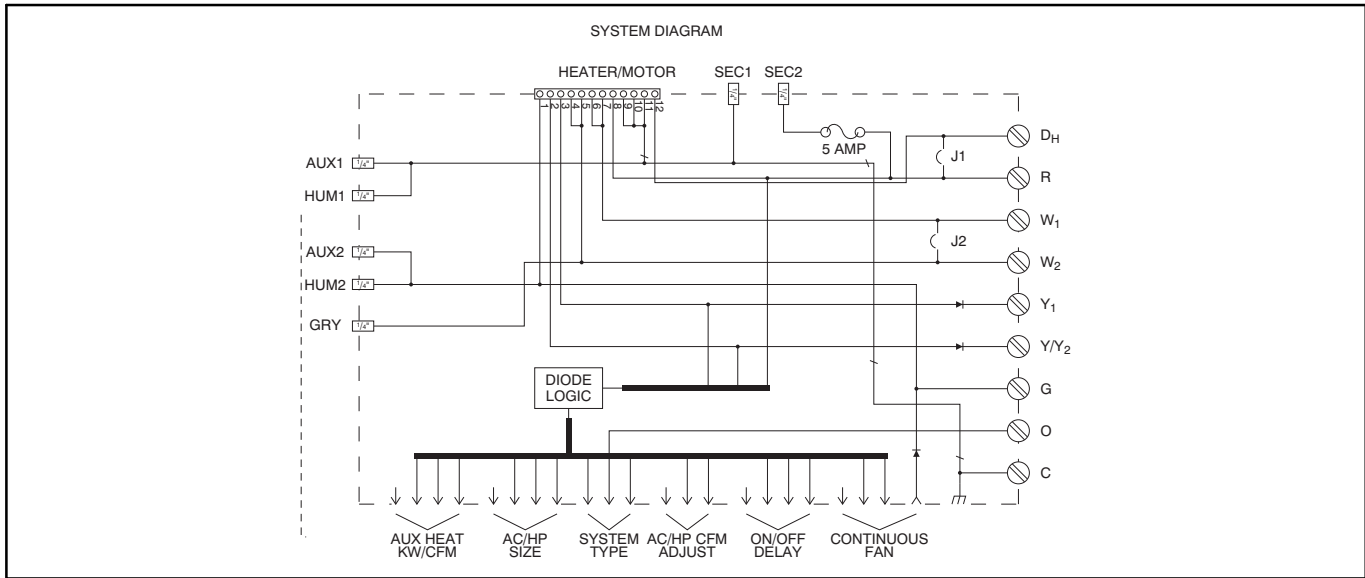 SYSTEM DIAGRAM
HEATER/MOTOR
SEC1
SEC2
1/4"
1/4"
1
2
3
4
5
6
7
8
9
10
11
12
5 AMP
DH
J1
R
AUX1
1/4"
HUM1
1/4"
W1
J2
AUX2
1/4"
W2
HUM2
1/4"
Y1
GRY
1/4"
Y/Y2
DIODE
LOGIC
G
O
C
AUX HEAT
KW/CFM
AC/HP
SIZE
SYSTEM
TYPE
AC/HP CFM
ADJUST
ON/OFF
DELAY
CONTINUOUS
FAN